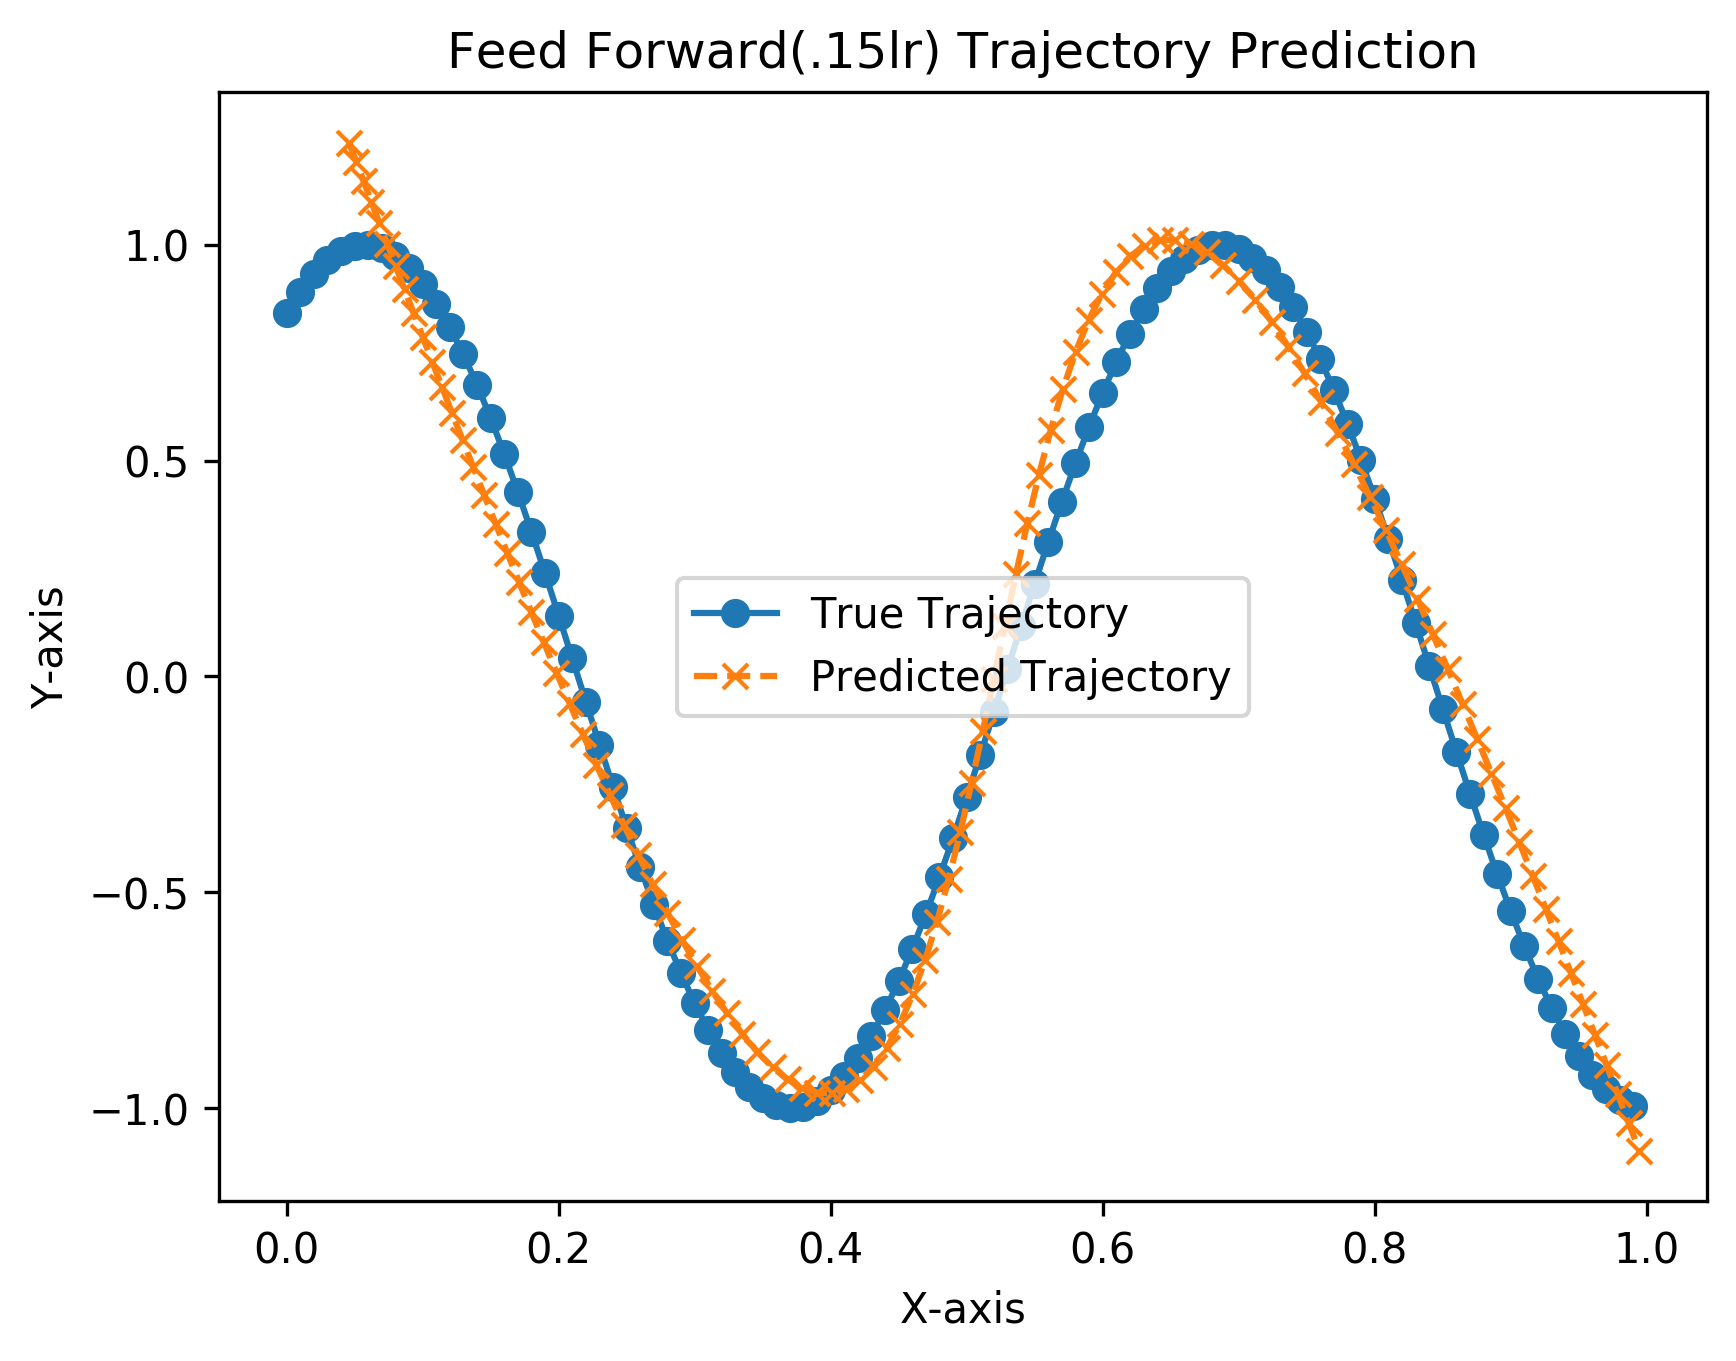 Feed Forward(.15lr) Trajectory Prediction
1.0
0.5
0.0
−0.5
−1.0
Y-axis
True Trajectory
Predicted Trajectory
0.0 0.2 0.4 0.6 0.8 1.0
X-axis